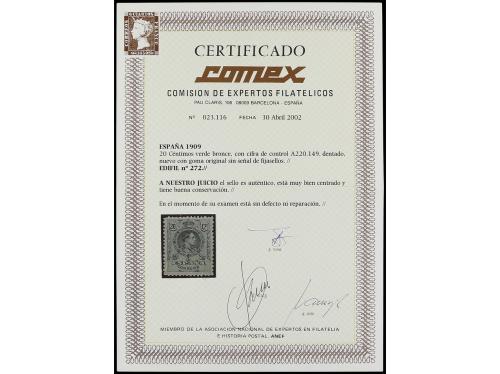 CERTIFICADO
comex
COMISION DE EXPERTOS FILATELICOS
PAU CLARIS, 108 08009 BARCELONA - ESPAÑA
Nº 023.116 FECHA 30 Abril 2002
ESPAÑA 1909
20 Céntimos verde bronce, con cifra de control A220.149, dentado,
nuevo con goma original sin señal de fijasellos. //
EDIFIL nº 272.//
A NUESTRO JUICIO el sello es auténtico, está muy bien centrado y
tiene buena conservación. //
En el momento de su examen está sin defecto ni reparación. //
MIEMBRO DE LA ASOCIACION NACIONAL DE EXPERTOS EN FILATELIA
E HISTORIA POSTAL. ANEF